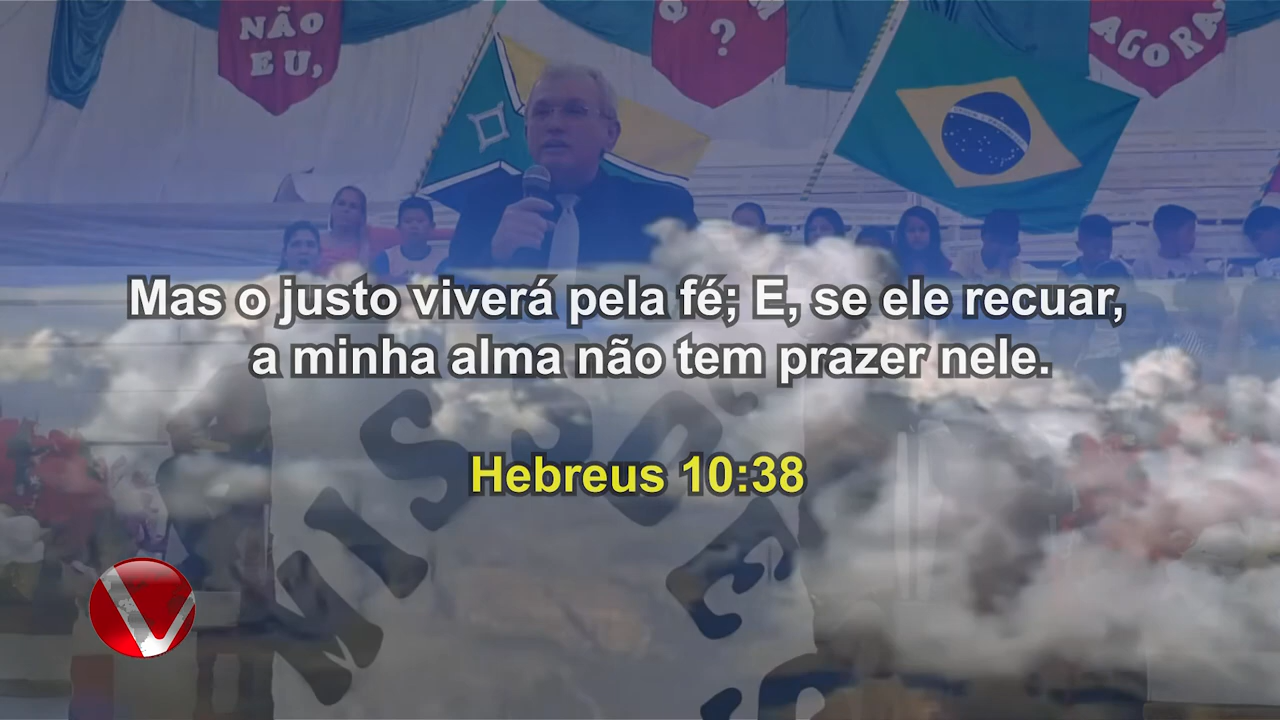 NÃO
EU,
?
AGORA
Mas o justo viverá pela fé; E, se ele recuar,
a minha alma não tem prazer nele.
Hebreus 10:38
V